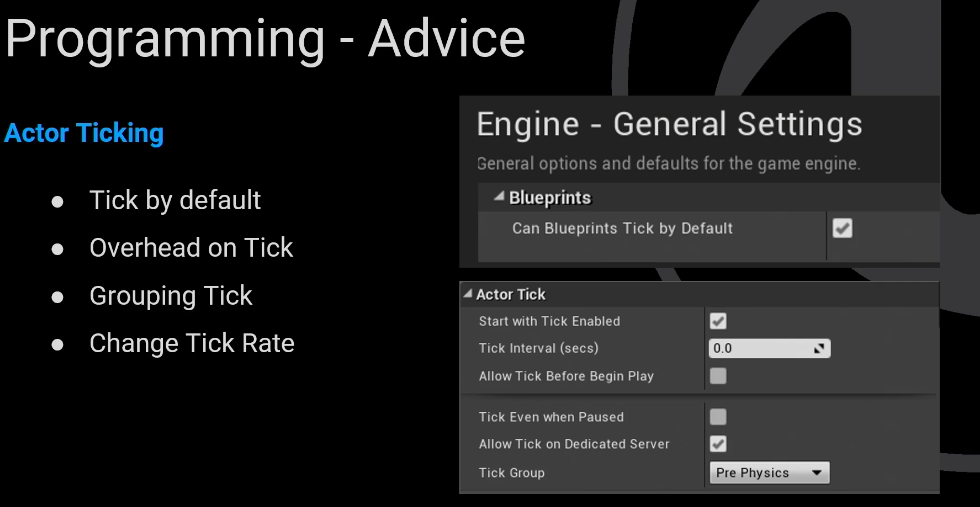 Programming - Advice
Actor Ticking
● Tick by default
● Overhead on Tick
● Grouping Tick
● Change Tick Rate
Engine - General Settings
General options and defaults for the game engine.
Blueprints
Can Blueprints Tick by Default
Actor Tick
Start with Tick Enabled
Tick Interval (secs) 0.0
Allow Tick Before Begin Play
Tick Even when Paused
Allow Tick on Dedicated Server
Tick Group Pre Physics